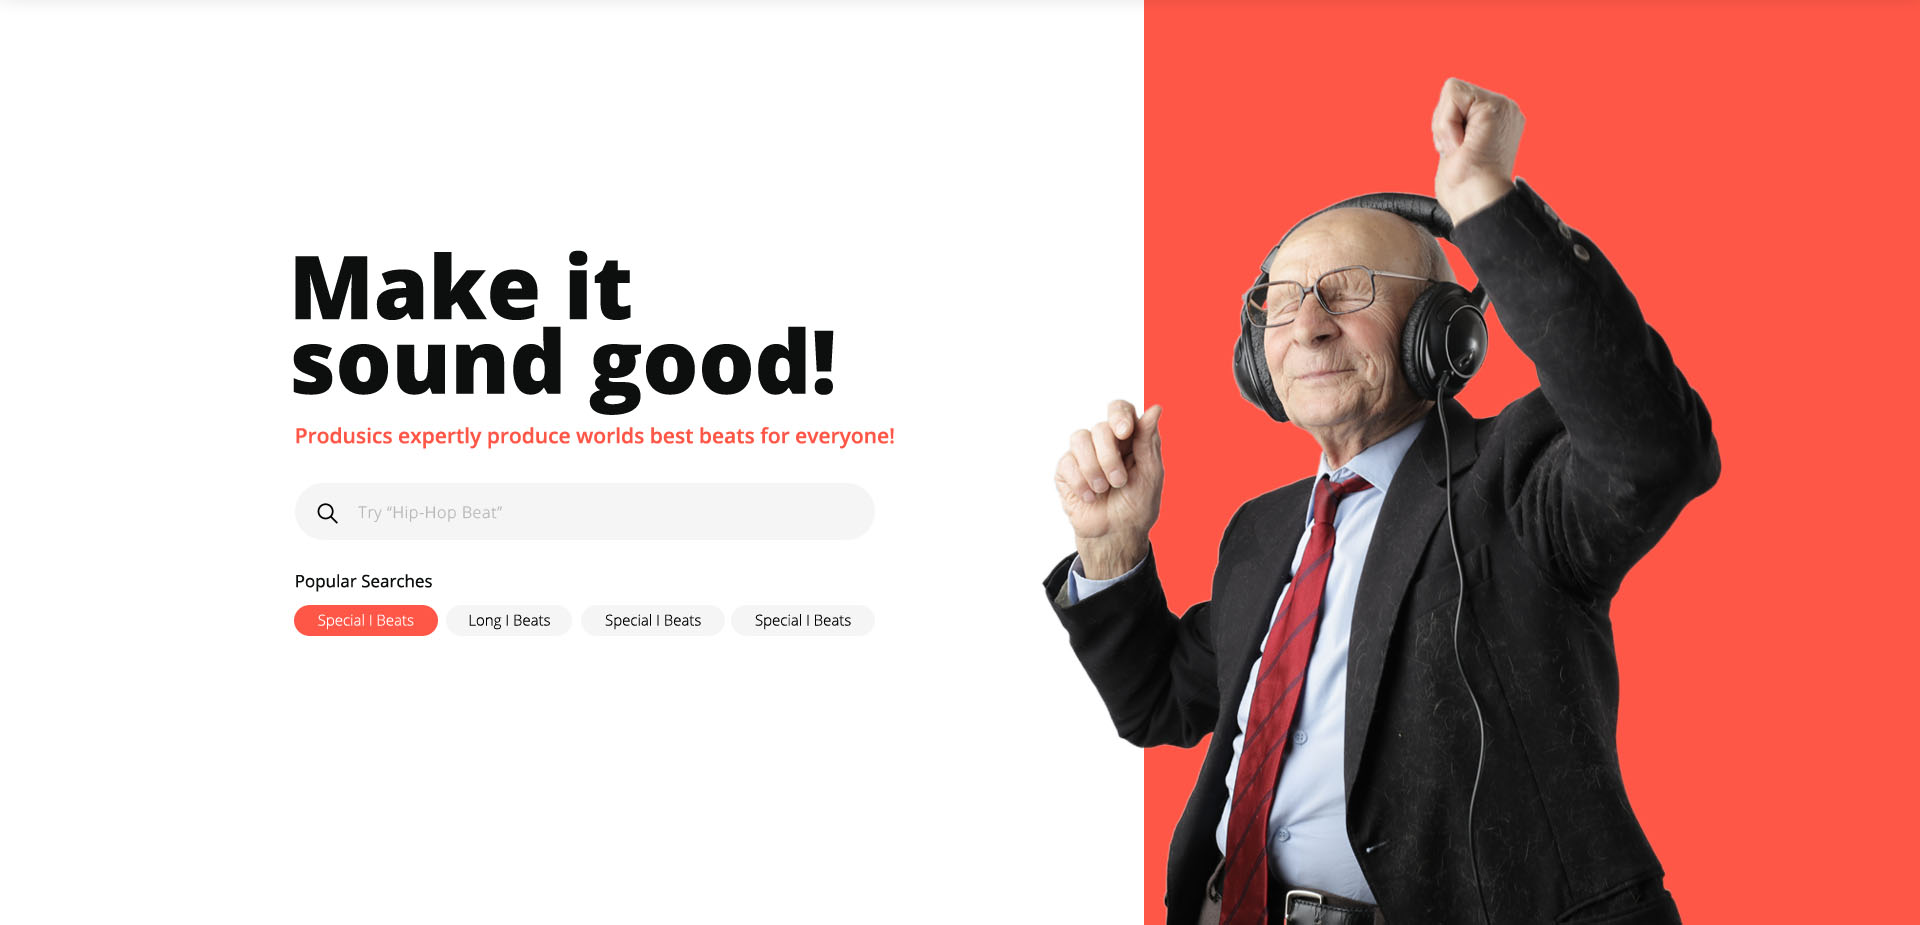 Make it
sound good!
Produsics expertly produce worlds best beats for everyone!
Try “Hip-Hop Beat”
Popular Searches
Special I Beats
Long I Beats
Special I Beats
Special I Beats